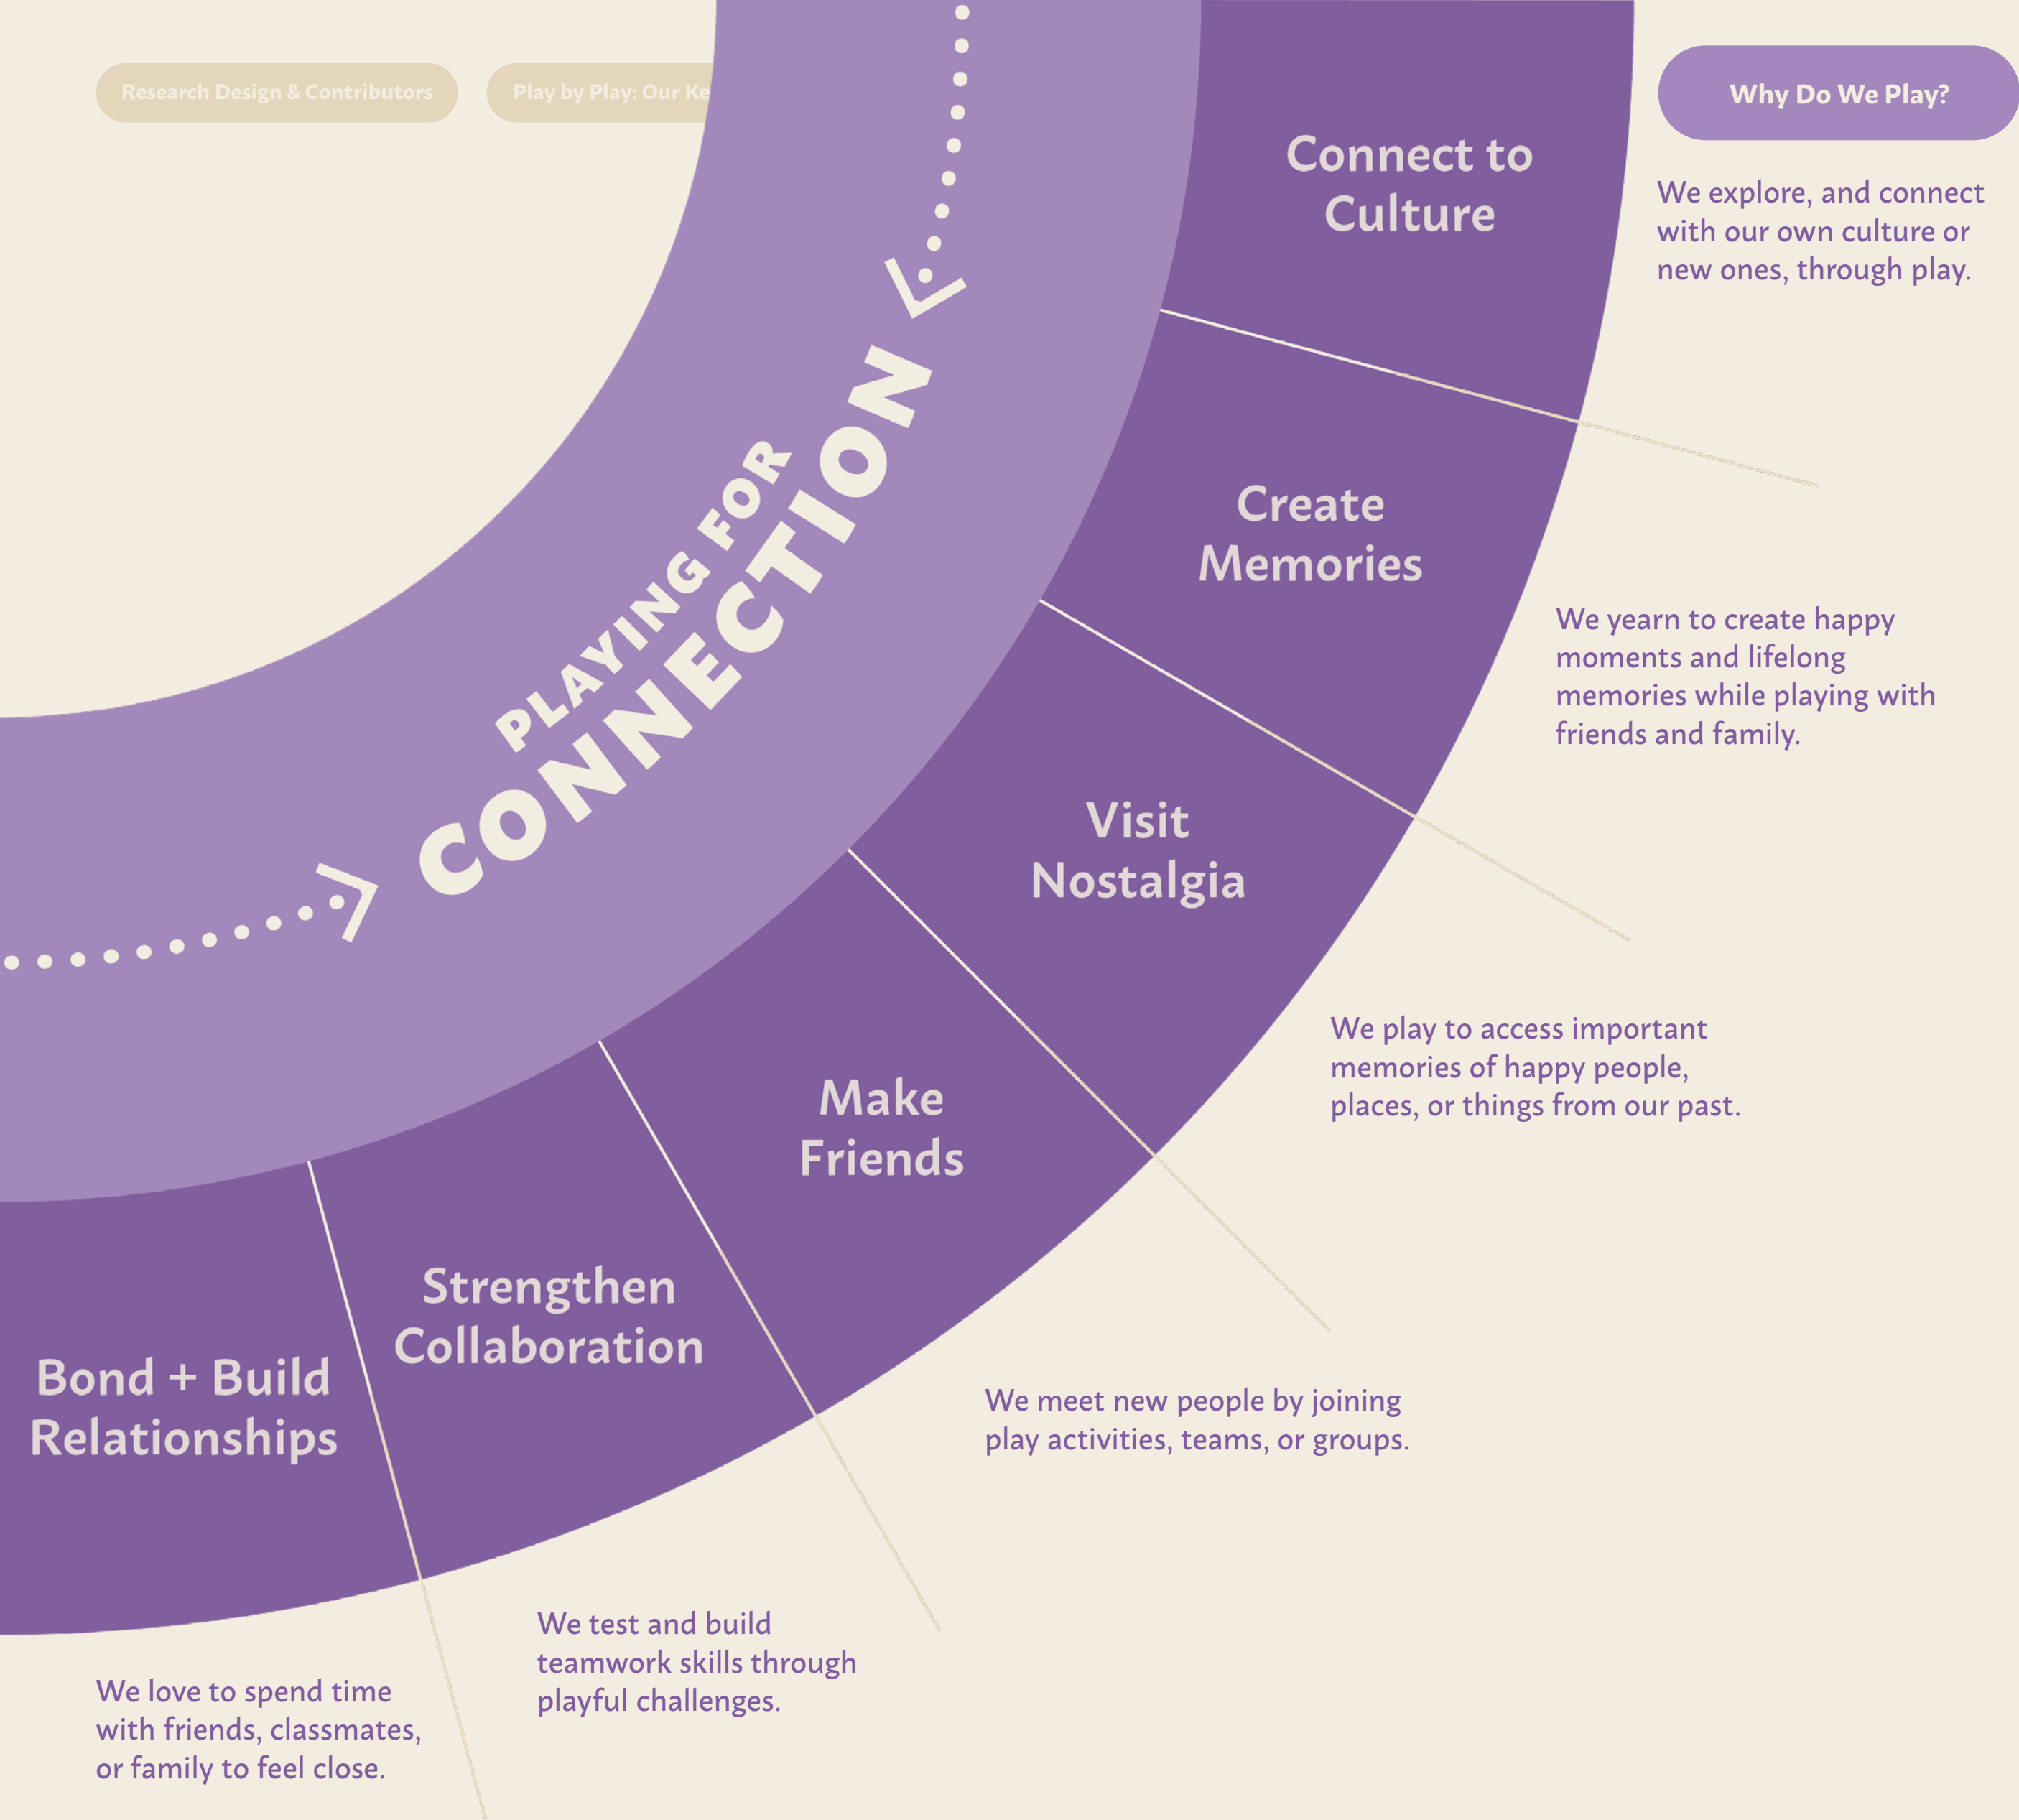 Research Design & Contributors
Play by Play: Our Ke
Why Do We Play?
PLAYING FOR
CONNECTION
Connect to
Culture
We explore, and connect
with our own culture or
new ones, through play.
Create
Memories
We yearn to create happy
moments and lifelong
memories while playing with
friends and family.
Visit
Nostalgia
We play to access important
memories of happy people,
places, or things from our past.
Make
Friends
We meet new people by joining
play activities, teams, or groups.
Strengthen
Collaboration
We test and build
teamwork skills through
playful challenges.
Bond + Build
Relationships
We love to spend time
with friends, classmates,
or family to feel close.